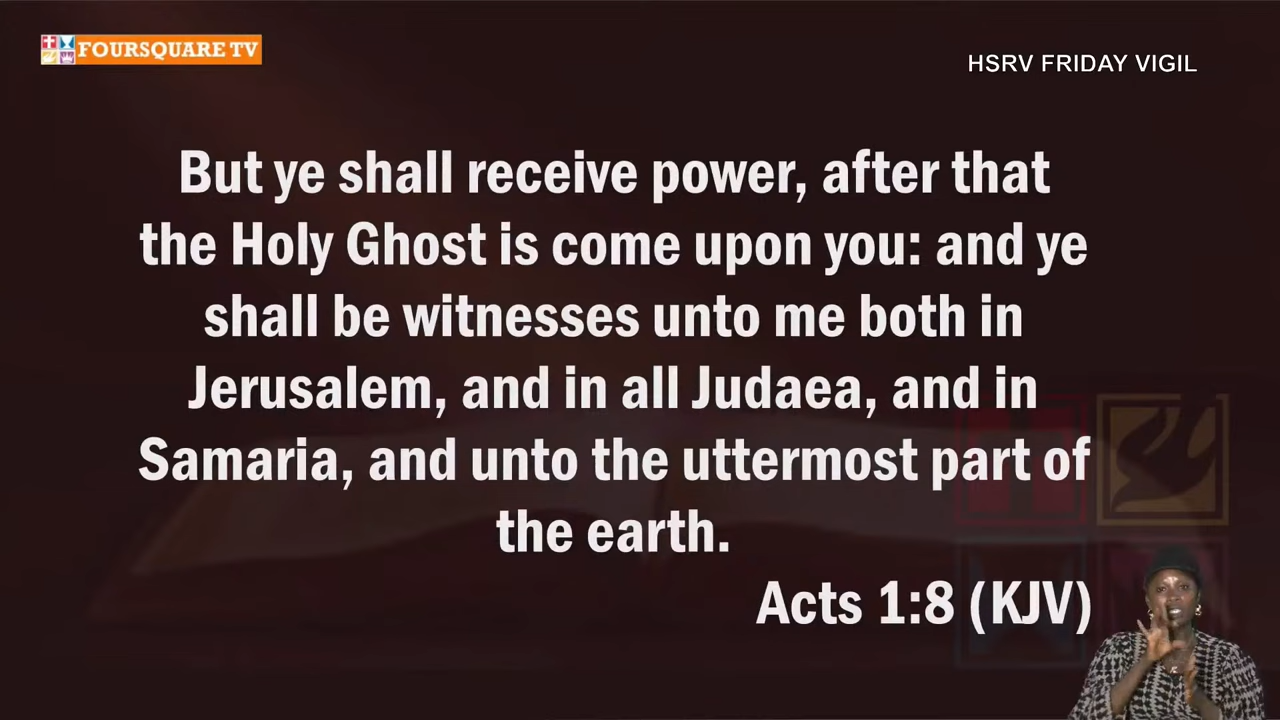 FOURSQUARE TV
HSRV FRIDAY VIGIL
But ye shall receive power, after that
the Holy Ghost is come upon you: and ye
shall be witnesses unto me both in
Jerusalem, and in all Judaea, and in
Samaria, and unto the uttermost part of
the earth.
Acts 1:8 (KJV)